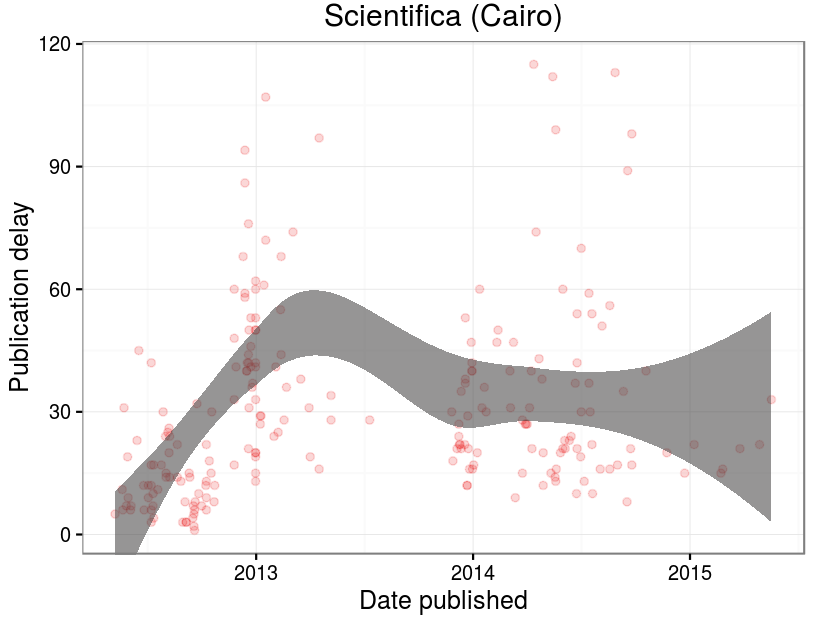 Scientifica (Cairo)
Publication delay
120
90
60
30
0
2013
2014
2015
Date published